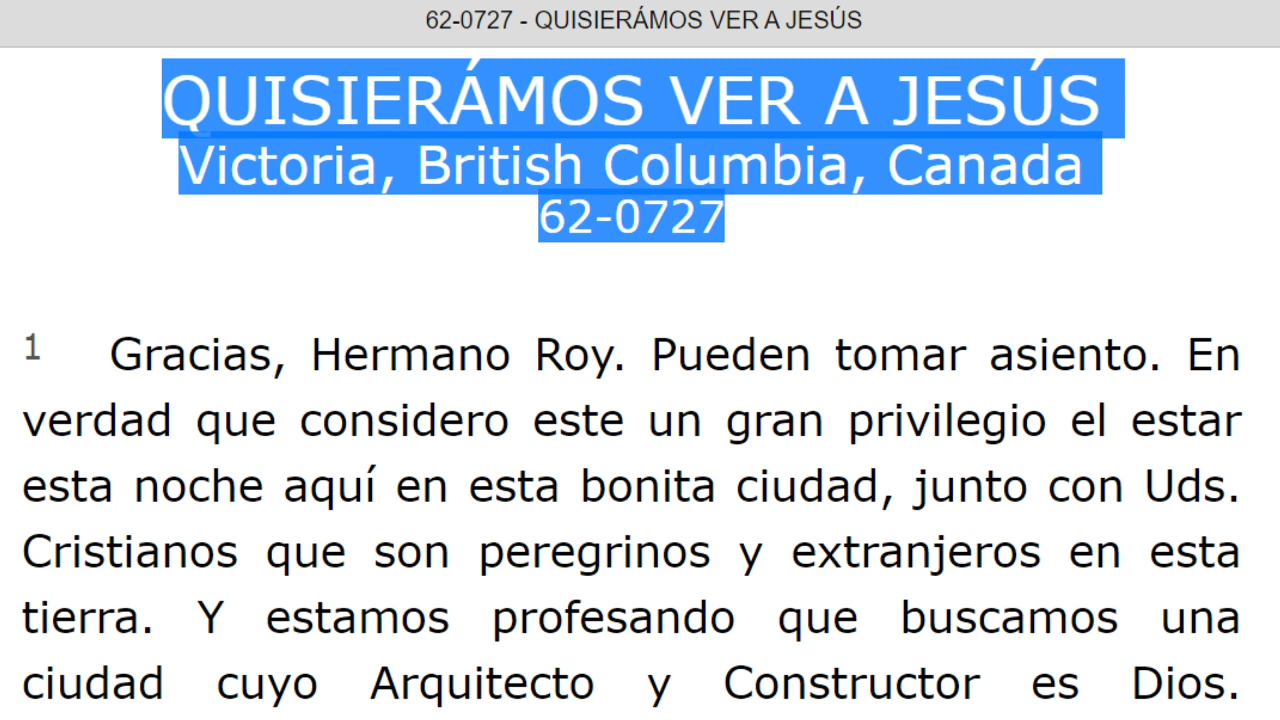 62-0727 - QUISIERÁMOS VER A JESÚS
QUISIERÁMOS VER A JESÚS
Victoria, British Columbia, Canada
62-0727
1 Gracias, Hermano Roy. Pueden tomar asiento. En
verdad que considero este un gran privilegio el estar
esta noche aquí en esta bonita ciudad, junto con Uds.
Cristianos que son peregrinos y extranjeros en esta
tierra. Y estamos profesando que buscamos una
ciudad cuyo Arquitecto y Constructor es Dios.